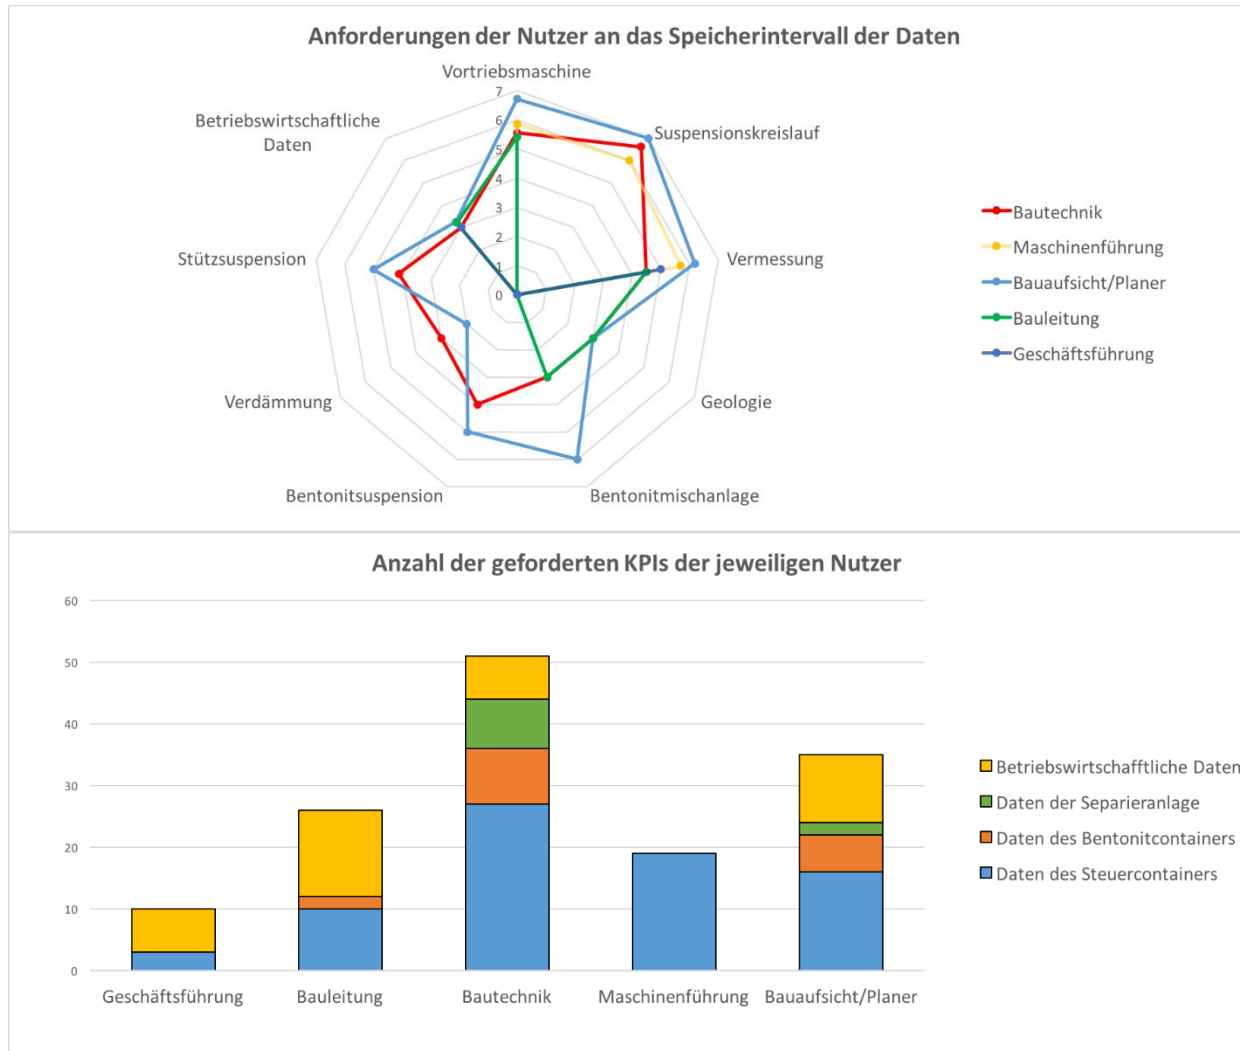 Anforderungen der Nutzer an das Speicherintervall der Daten
Vortriebsmaschine
Betriebswirtschaftliche
Daten
Suspensionskreislauf
Stützsuspension
Vermessung
Verdämmung
Geologie
Bentonitsuspension
Bentonitmischanlage
7
6
5
4
3
2
1
0
Bautechnik
Maschinenführung
Bauaufsicht/Planer
Bauleitung
Geschäftsführung
Anzahl der geforderten KPIs der jeweiligen Nutzer
60
50
40
30
20
10
0
Geschäftsführung
Bauleitung
Bautechnik
Maschinenführung
Bauaufsicht/Planer
Betriebswirtschafftliche Daten
Daten der Separieranlage
Daten des Bentonitcontainers
Daten des Steuercontainers